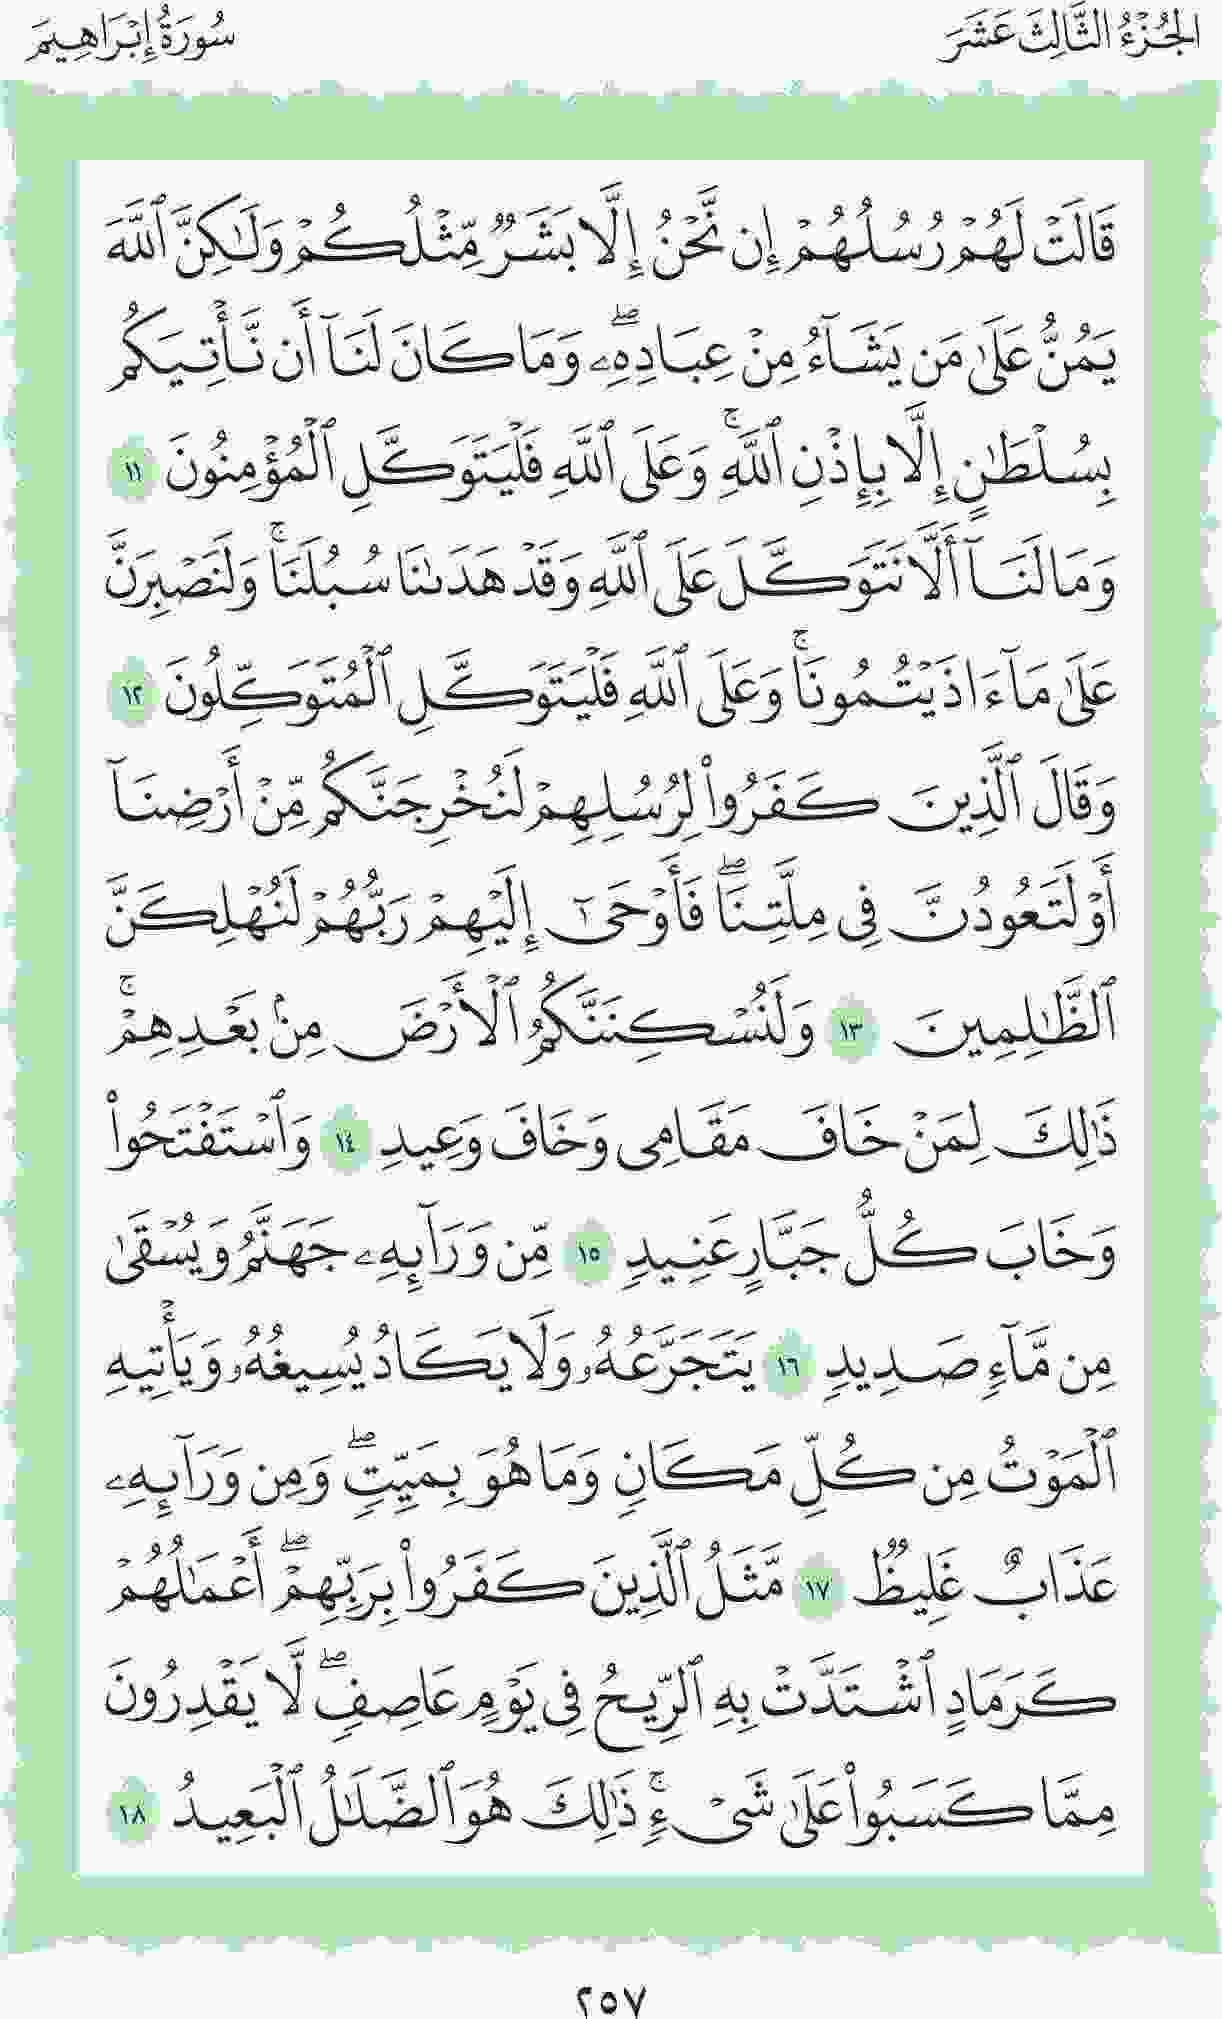 الجُزْءُ الثَّالِثَ عَشَرَ
سُورَةُ إِبْرَاهِيمَ
قَالَتْ لَهُمْ رُسُلُهُمْ إِن نَّحْنُ إِلَّا بَشَرٌ مِّثْلُكُمْ وَلَٰكِنَّ ٱللَّهَ
يَمُنُّ عَلَىٰ مَن يَشَآءُ مِنْ عِبَادِهِۦۖ وَمَا كَانَ لَنَآ أَن نَّأْتِيَكُم
بِسُلْطَٰنٍ إِلَّا بِإِذْنِ ٱللَّهِۚ وَعَلَى ٱللَّهِ فَلْيَتَوَكَّلِ ٱلْمُؤْمِنُونَ ١١
وَمَا لَنَآ أَلَّا نَتَوَكَّلَ عَلَى ٱللَّهِ وَقَدْ هَدَىٰنَا سُبُلَنَاۚ وَلَنَصْبِرَنَّ
عَلَىٰ مَآ ءَاذَيْتُمُونَاۚ وَعَلَى ٱللَّهِ فَلْيَتَوَكَّلِ ٱلْمُتَوَكِّلُونَ ١٢
وَقَالَ ٱلَّذِينَ كَفَرُوا۟ لِرُسُلِهِمْ لَنُخْرِجَنَّكُم مِّنْ أَرْضِنَآ
أَوْ لَتَعُودُنَّ فِى مِلَّتِنَاۖ فَأَوْحَىٰٓ إِلَيْهِمْ رَبُّهُمْ لَنُهْلِكَنَّ
ٱلظَّٰلِمِينَ ١٣ وَلَنُسْكِنَنَّكُمُ ٱلْأَرْضَ مِنۢ بَعْدِهِمْۚ
ذَٰلِكَ لِمَنْ خَافَ مَقَامِى وَخَافَ وَعِيدِ ١٤ وَٱسْتَفْتَحُوا۟
وَخَابَ كُلُّ جَبَّارٍ عَنِيدٍ ١٥ مِّن وَرَآئِهِۦ جَهَنَّمُ وَيُسْقَىٰ
مِن مَّآءٍ صَدِيدٍ ١٦ يَتَجَرَّعُهُۥ وَلَا يَكَادُ يُسِيغُهُۥ وَيَأْتِيهِ
ٱلْمَوْتُ مِن كُلِّ مَكَانٍ وَمَا هُوَ بِمَيِّتٍۖ وَمِن وَرَآئِهِۦ
عَذَابٌ غَلِيظٌ ١٧ مَّثَلُ ٱلَّذِينَ كَفَرُوا۟ بِرَبِّهِمْۖ أَعْمَٰلُهُمْ
كَرَمَادٍ ٱشْتَدَّتْ بِهِ ٱلرِّيحُ فِى يَوْمٍ عَاصِفٍۖ لَّا يَقْدِرُونَ
مِمَّا كَسَبُوا۟ عَلَىٰ شَىْءٍۚ ذَٰلِكَ هُوَ ٱلضَّلَٰلُ ٱلْبَعِيدُ ١٨
٢٥٧